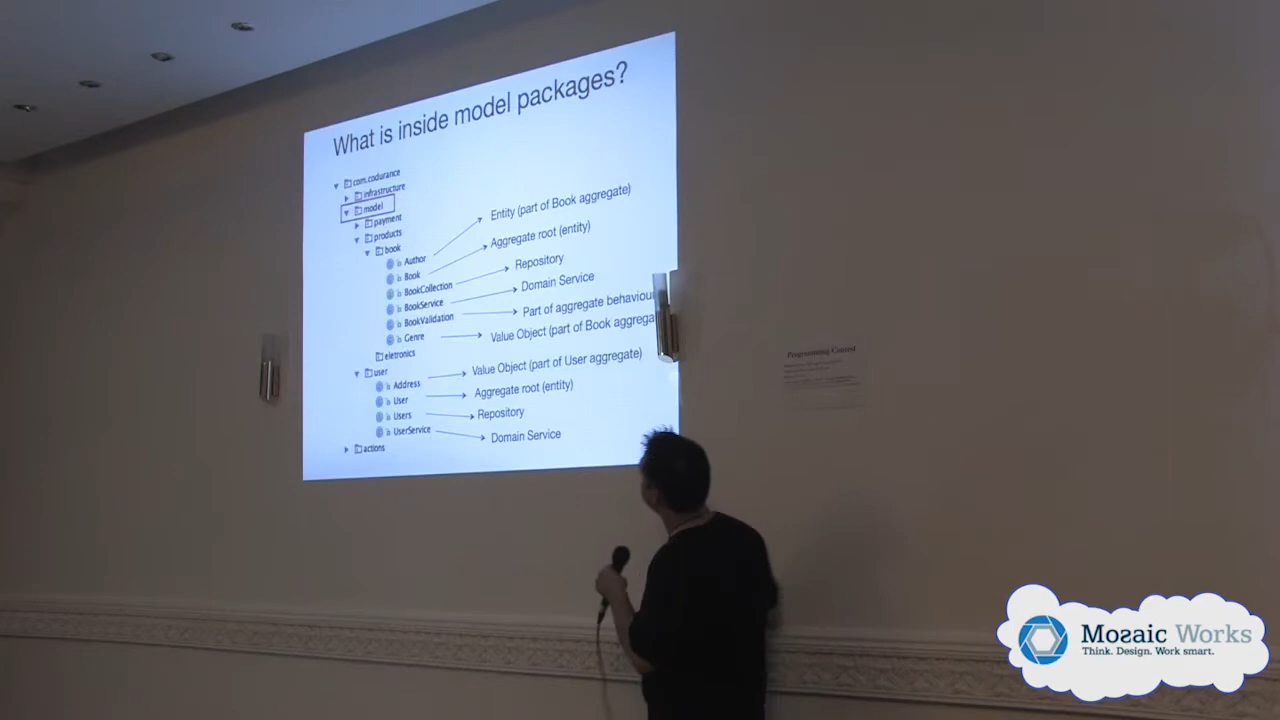 What is inside model packages?
com.codurance
infrastructure
model
payment
products
book
Author
Entity (part of Book aggregate)
Book
Aggregate root (entity)
BookCollection
Repository
BookService
Domain Service
BookValidation
Part of aggregate behaviour
Genre
Value Object (part of Book aggrega
eletronics
user
Address
Value Object (part of User aggregate)
User
Aggregate root (entity)
Users
Repository
UserService
Domain Service
actions
Programming Contest
Mozaic Works
Think. Design. Work smart.